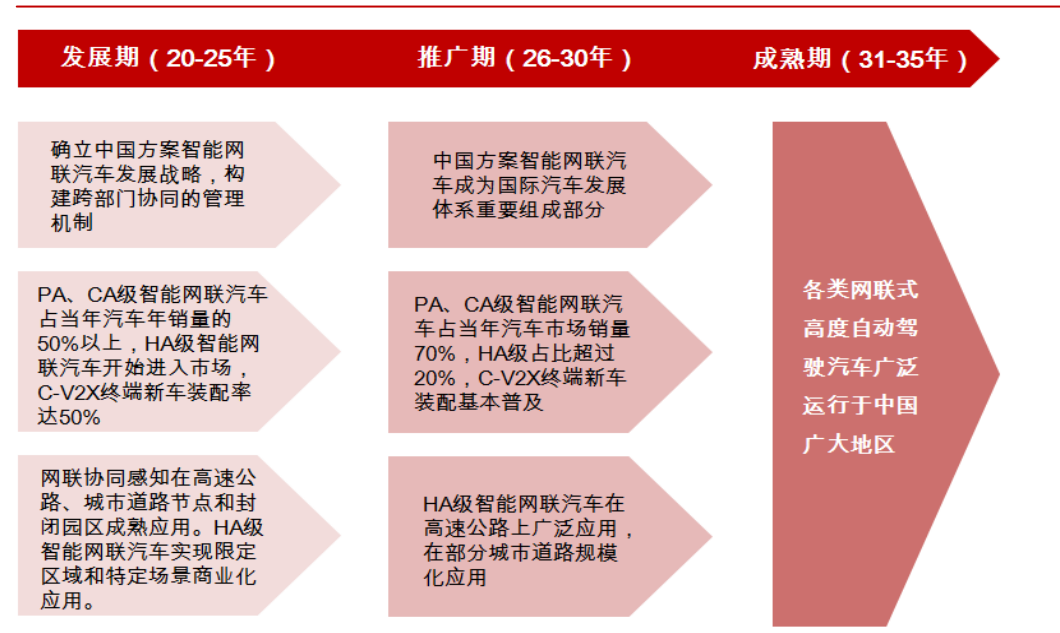 发展期（20-25年）
推广期（26-30年）
成熟期（31-35年）
确立中国方案智能网
联汽车发展战略，构
建跨部门协同的管理
机制
中国方案智能网联汽
车成为国际汽车发展
体系重要组成部分
PA、CA级智能网联汽车
占当年汽车年销量的
50%以上，HA级智能网
联汽车开始进入市场，
C-V2X终端新车装配率
达50%
PA、CA级智能网联汽
车占当年汽车市场销量
70%，HA级占比超过
20%，C-V2X终端新车
装配基本普及
网联协同感知在高速公
路、城市道路节点和封
闭园区成熟应用。HA级
智能网联汽车实现限定
区域和特定场景商业化
应用。
HA级智能网联汽车在
高速公路上广泛应用，
在部分城市道路规模
化应用
各类网联式
高度自动驾
驶汽车广泛
运行于中国
广大地区